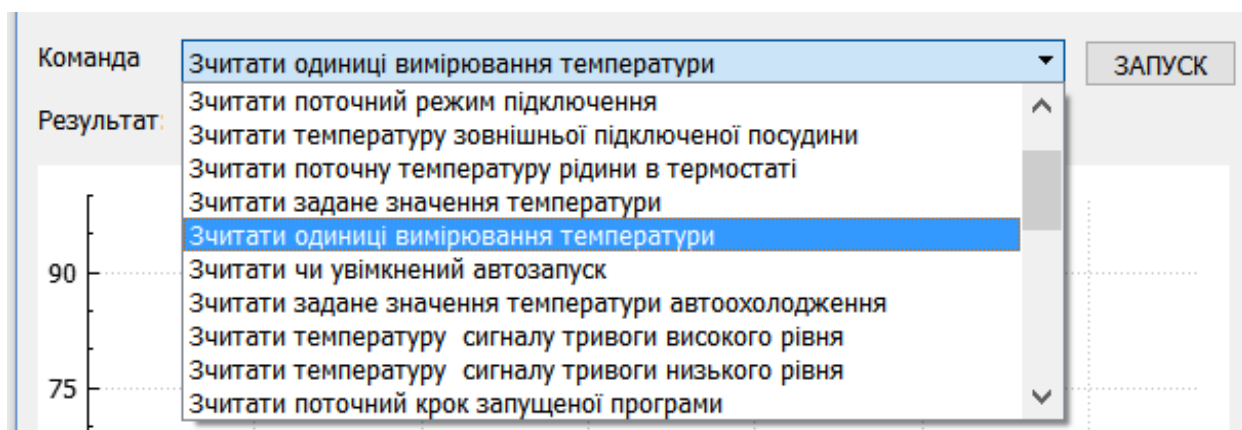 Команда
Зчитати одиниці вимірювання температури
ЗАПУСК
Результат:
Зчитати поточний режим підключення
Зчитати температуру зовнішньої підключеної посудини
Зчитати поточну температуру рідини в термостаті
Зчитати задане значення температури
Зчитати одиниці вимірювання температури
Зчитати чи увімкнений автозапуск
Зчитати задане значення температури автоохолодження
Зчитати температуру  сигналу тривоги високого рівня
Зчитати температуру  сигналу тривоги низького рівня
Зчитати поточний крок запущеної програми
90
75